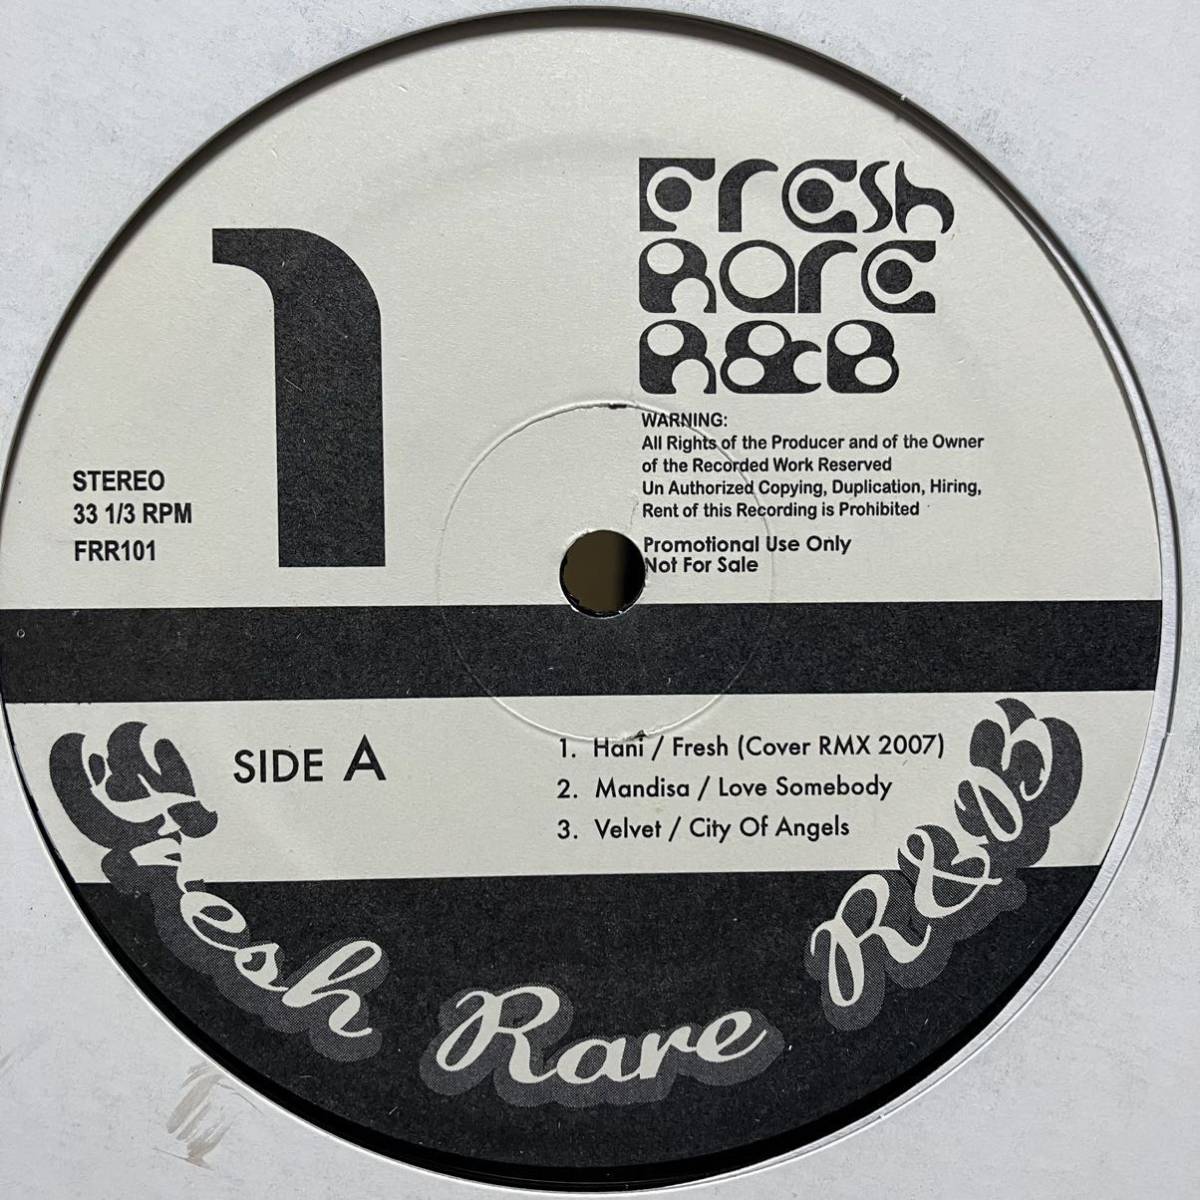 1
Fresh
Rare
R&B
WARNING:
All Rights of the Producer and of the Owner
of the Recorded Work Reserved
Un Authorized Copying, Duplication, Hiring,
Rent of this Recording is Prohibited
Promotional Use Only
Not For Sale
STEREO
33 1/3 RPM
FRR101
SIDE A
1. Hani / Fresh (Cover RMX 2007)
2. Mandisa / Love Somebody
3. Velvet / City Of Angels
Fresh Rare R&B